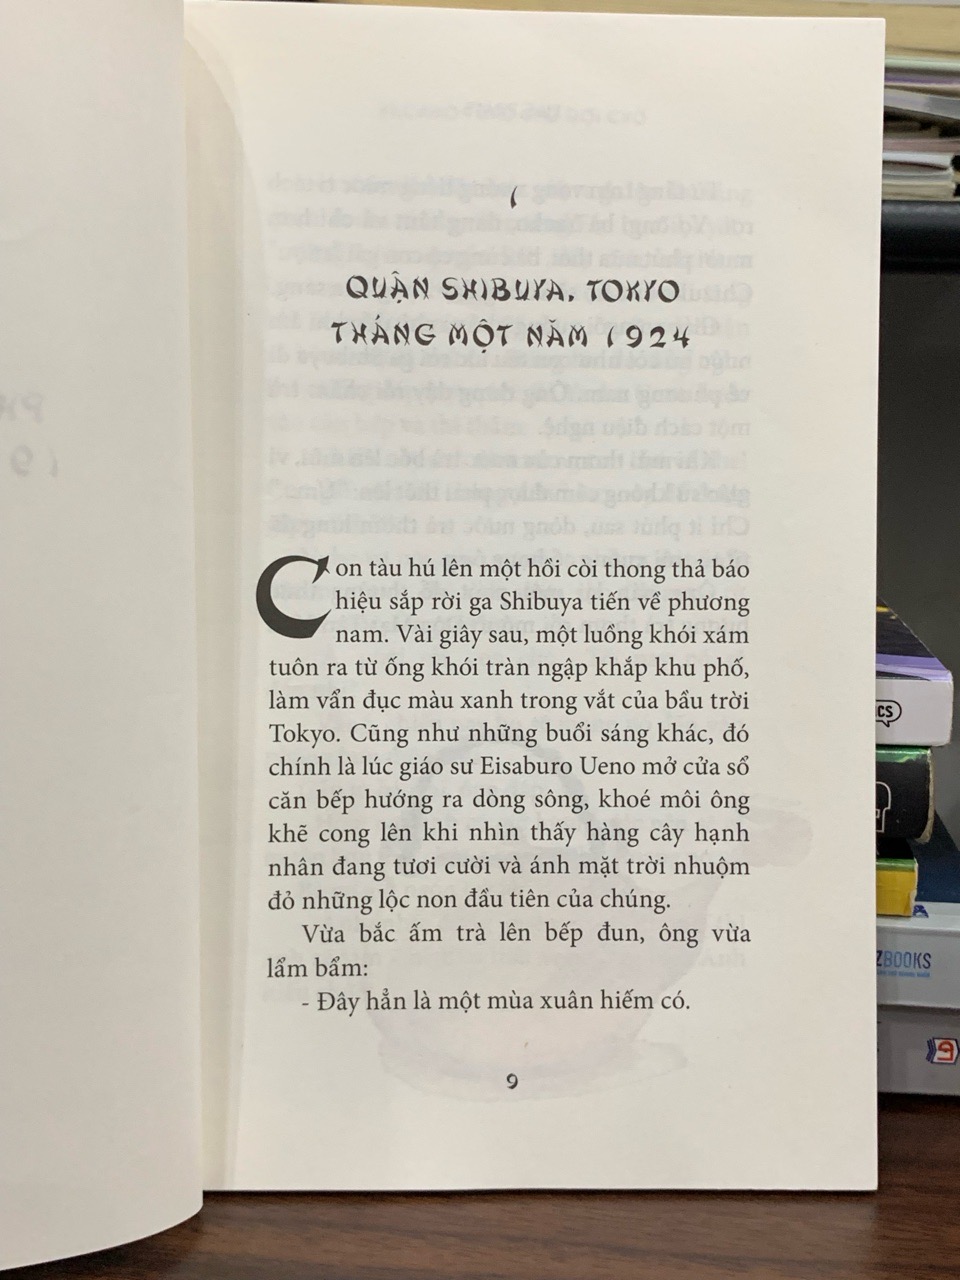 1
QUẬN SHIBUYA, TOKYO
THÁNG MỘT NĂM 1924
Con tàu hú lên một hồi còi thong thả báo
hiệu sắp rời ga Shibuya tiến về phương
nam. Vài giây sau, một luồng khói xám
tuôn ra từ ống khói tràn ngập khắp khu phố,
làm vẩn đục màu xanh trong vắt của bầu trời
Tokyo. Cũng như những buổi sáng khác, đó
chính là lúc giáo sư Eisaburo Ueno mở cửa sổ
căn bếp hướng ra dòng sông, khoé môi ông
khẽ cong lên khi nhìn thấy hàng cây hạnh
nhân đang tươi cười và ánh mặt trời nhuộm
đỏ những lộc non đầu tiên của chúng.
Vừa bắc ấm trà lên bếp đun, ông vừa
lẩm bẩm:
- Đây hẳn là một mùa xuân hiếm có.
9
CS
ZBOOKS